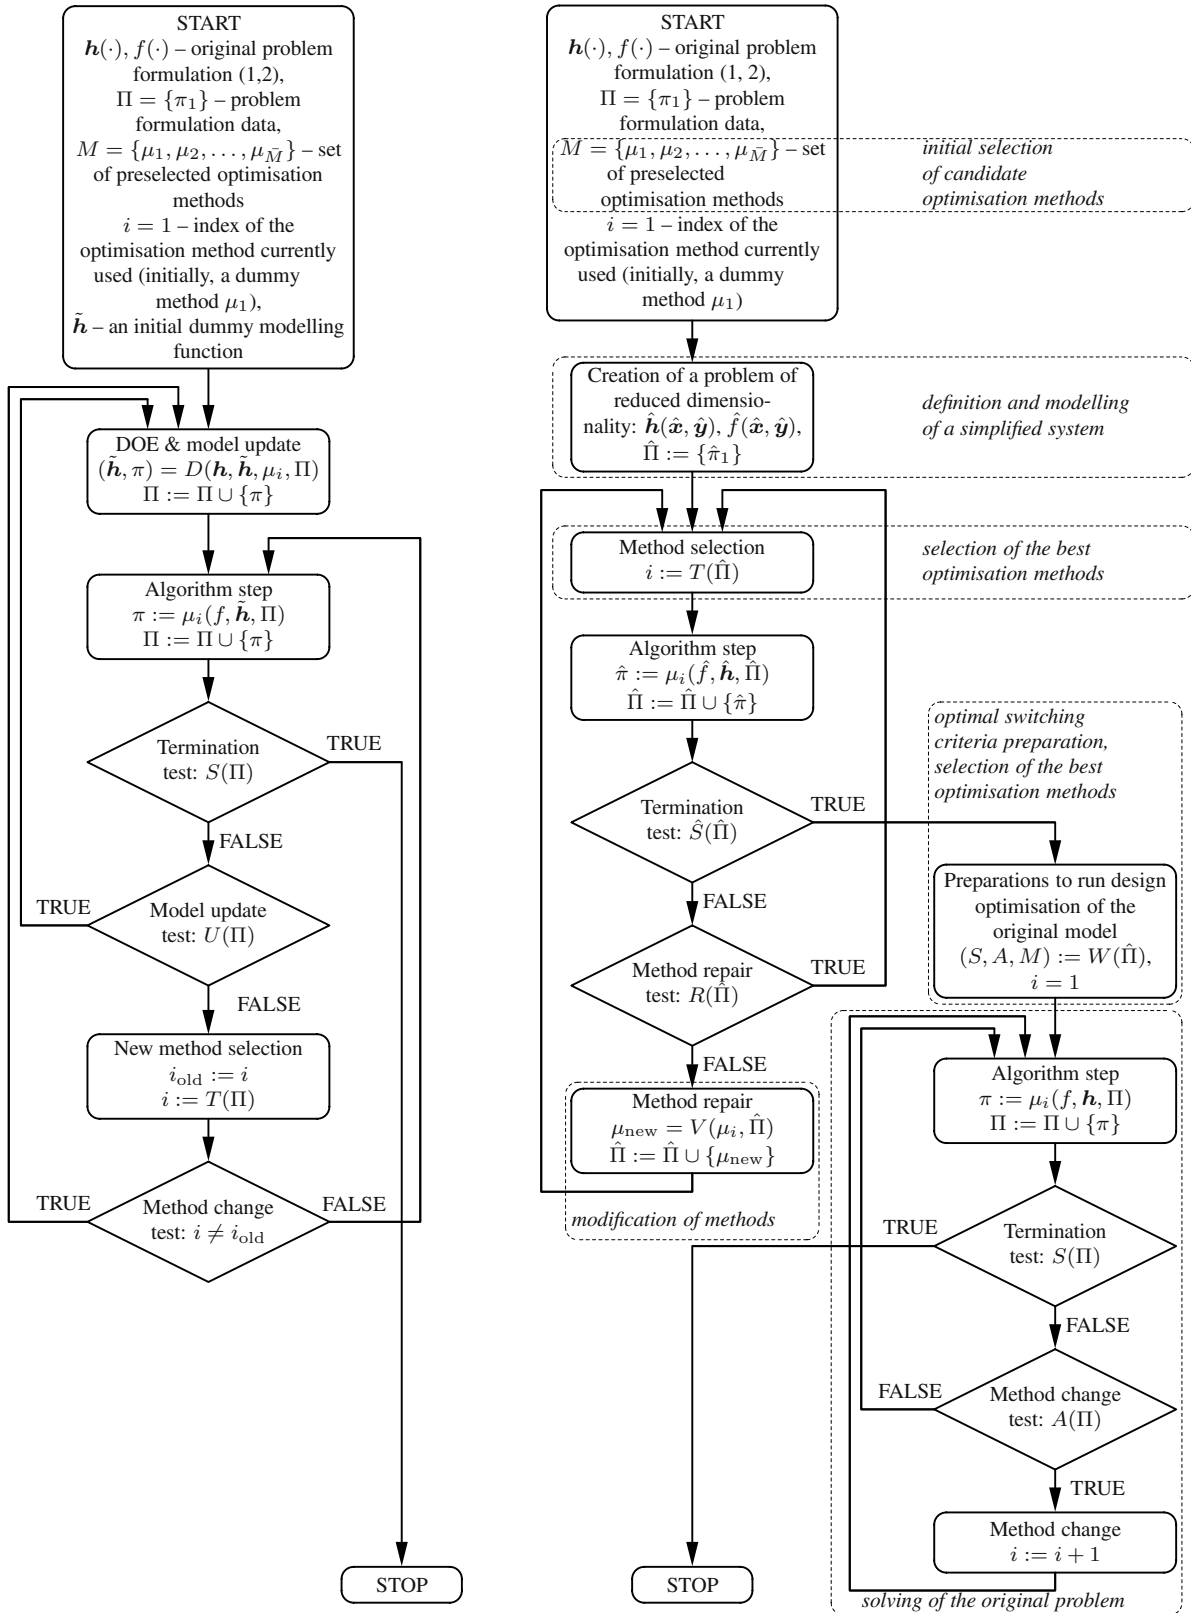 START
h(·), f(·) – original problem
formulation (1,2),
Π = {π₁} – problem
formulation data,
M = {μ₁, μ₂, . . . , μ_M̄} – set
of preselected optimisation
methods
i = 1 – index of the
optimisation method currently
used (initially, a dummy
method μ₁),
h̃ – an initial dummy modelling
function
DOE & model update
(h̃, π) = D(h, h̃, μᵢ, Π)
Π := Π ∪ {π}
Algorithm step
π := μᵢ(f, h̃, Π)
Π := Π ∪ {π}
Termination
test: S(Π)
TRUE
FALSE
Model update
test: U(Π)
TRUE
FALSE
New method selection
i_old := i
i := T(Π)
Method change
test: i ≠ i_old
TRUE
FALSE
STOP
START
h(·), f(·) – original problem
formulation (1, 2),
Π = {π₁} – problem
formulation data,
M = {μ₁, μ₂, . . . , μ_M̄} – set
of preselected
optimisation methods
i = 1 – index of the
optimisation method currently
used (initially, a dummy
method μ₁)
initial selection
of candidate
optimisation methods
Creation of a problem of
reduced dimensio-
nality: ĥ(x̂, ŷ), f̂(x̂, ŷ),
Π̂ := {π̂₁}
definition and modelling
of a simplified system
Method selection
i := T(Π̂)
selection of the best
optimisation methods
Algorithm step
π̂ := μᵢ(f̂, ĥ, Π̂)
Π̂ := Π̂ ∪ {π̂}
Termination
test: Ŝ(Π̂)
TRUE
FALSE
Method repair
test: R(Π̂)
TRUE
FALSE
Method repair
μ_new = V(μᵢ, Π̂)
Π̂ := Π̂ ∪ {μ_new}
modification of methods
optimal switching
criteria preparation,
selection of the best
optimisation methods
Preparations to run design
optimisation of the
original model
(S, A, M) := W(Π̂),
i = 1
Algorithm step
π := μᵢ(f, h, Π)
Π := Π ∪ {π}
Termination
test: S(Π)
TRUE
FALSE
Method change
test: A(Π)
FALSE
TRUE
Method change
i := i + 1
solving of the original problem
STOP